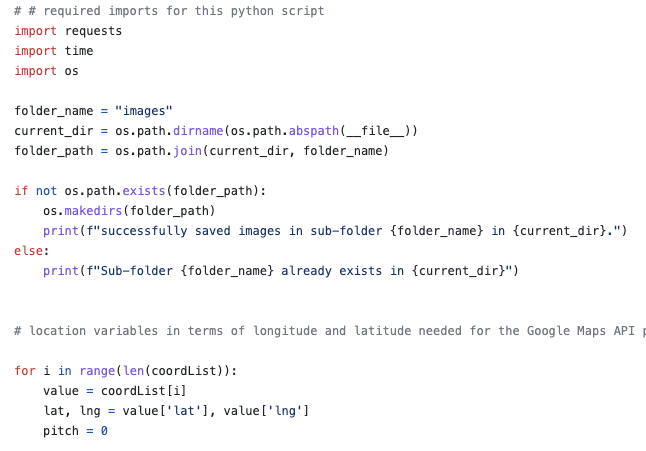 # # required imports for this python script
import requests
import time
import os
folder_name = "images"
current_dir = os.path.dirname(os.path.abspath(__file__))
folder_path = os.path.join(current_dir, folder_name)
if not os.path.exists(folder_path):
    os.makedirs(folder_path)
    print(f"successfully saved images in sub-folder {folder_name} in {current_dir}.")
else:
    print(f"Sub-folder {folder_name} already exists in {current_dir}")
# location variables in terms of longitude and latitude needed for the Google Maps API
for i in range(len(coordList)):
    value = coordList[i]
    lat, lng = value['lat'], value['lng']
    pitch = 0